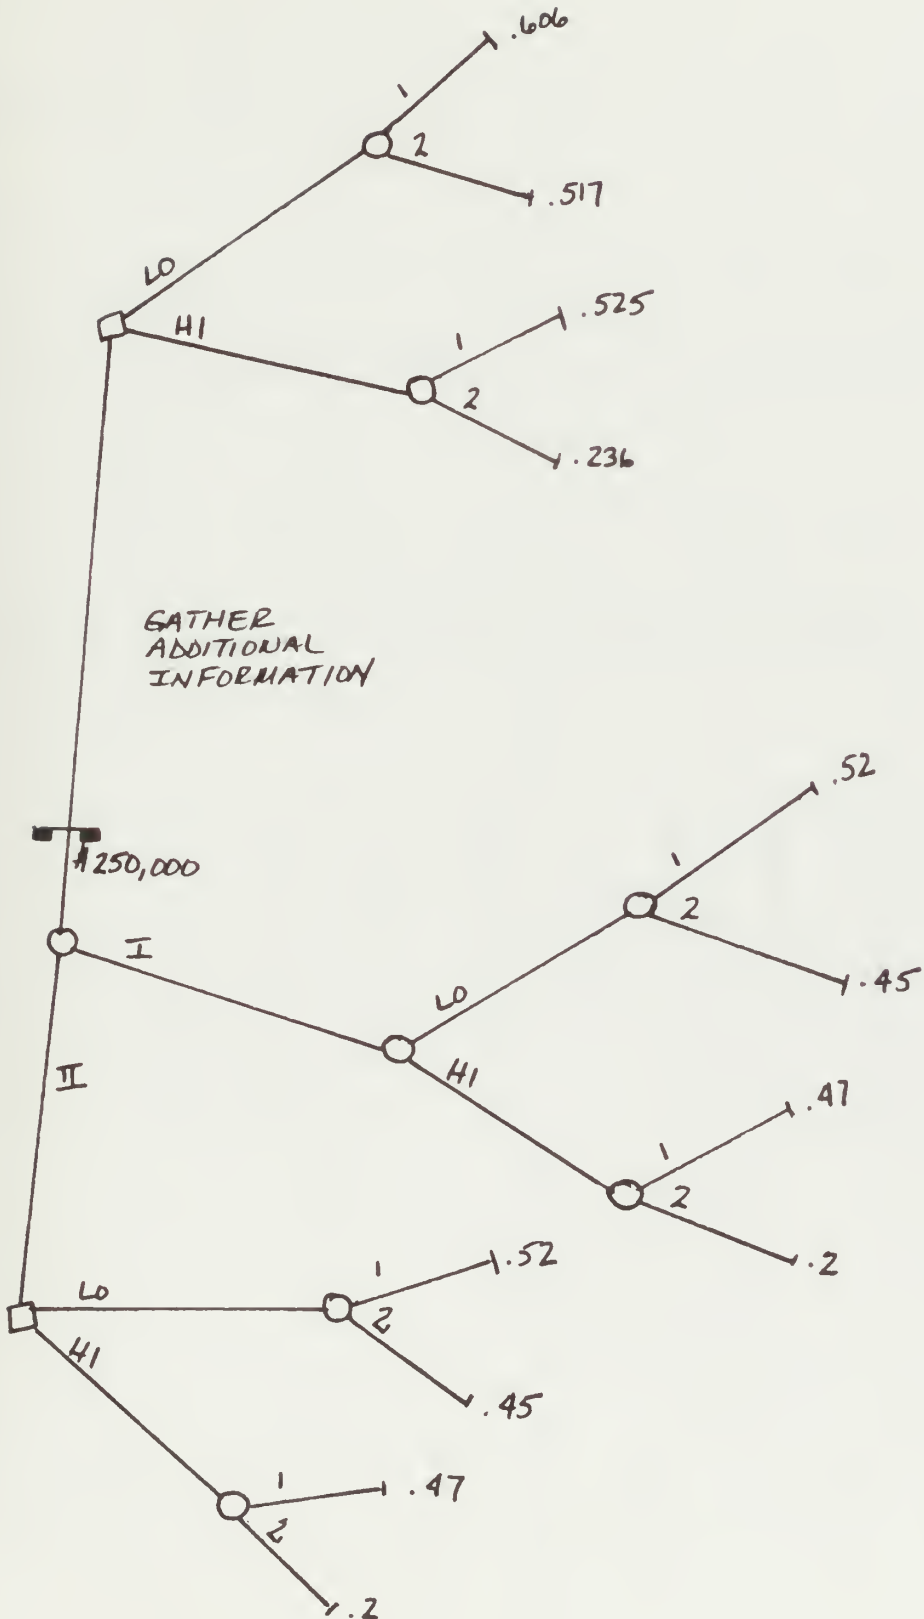 .606
1
2
.517
LO
HI
.525
1
2
.236
GATHER
ADDITIONAL
INFORMATION
$250,000
.52
1
2
.45
I
LO
HI
.47
1
2
.2
II
LO
1
.52
2
.45
HI
1
.47
2
.2